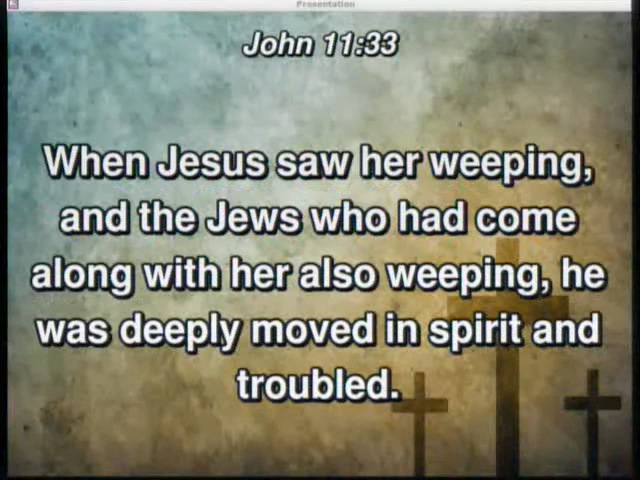 Presentation
John 11:33
When Jesus saw her weeping,
and the Jews who had come
along with her also weeping, he
was deeply moved in spirit and
troubled.